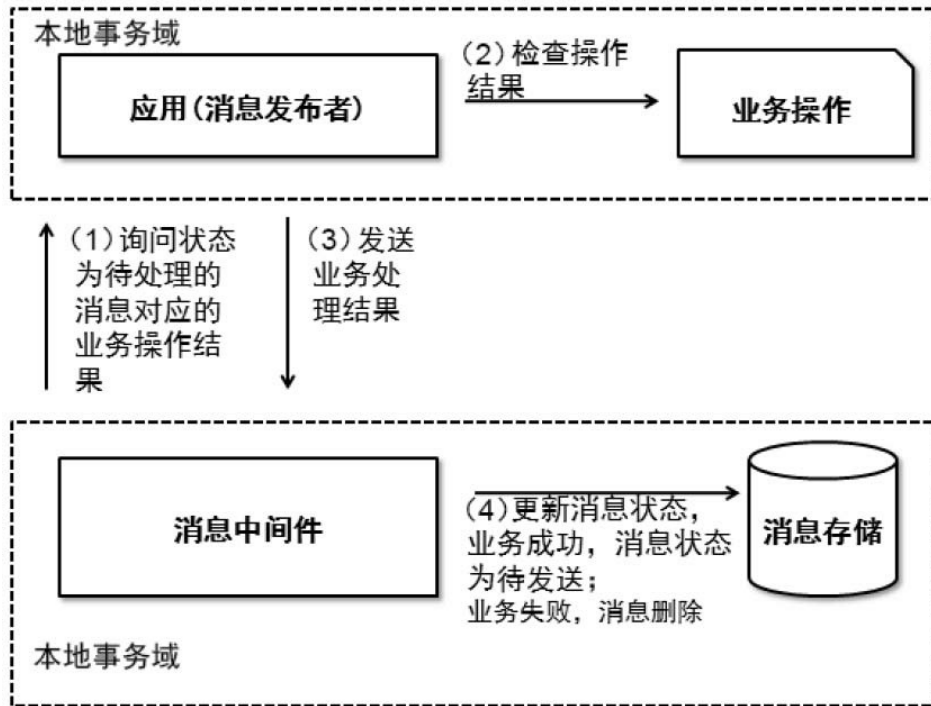 本地事务域
应用(消息发布者)
(2)检查操作
结果
业务操作
(1)询问状态
为待处理的
消息对应的
业务操作结
果
(3)发送
业务处
理结果
消息中间件
(4)更新消息状态，
业务成功，消息状态
为待发送；
业务失败，消息删除
消息存储
本地事务域